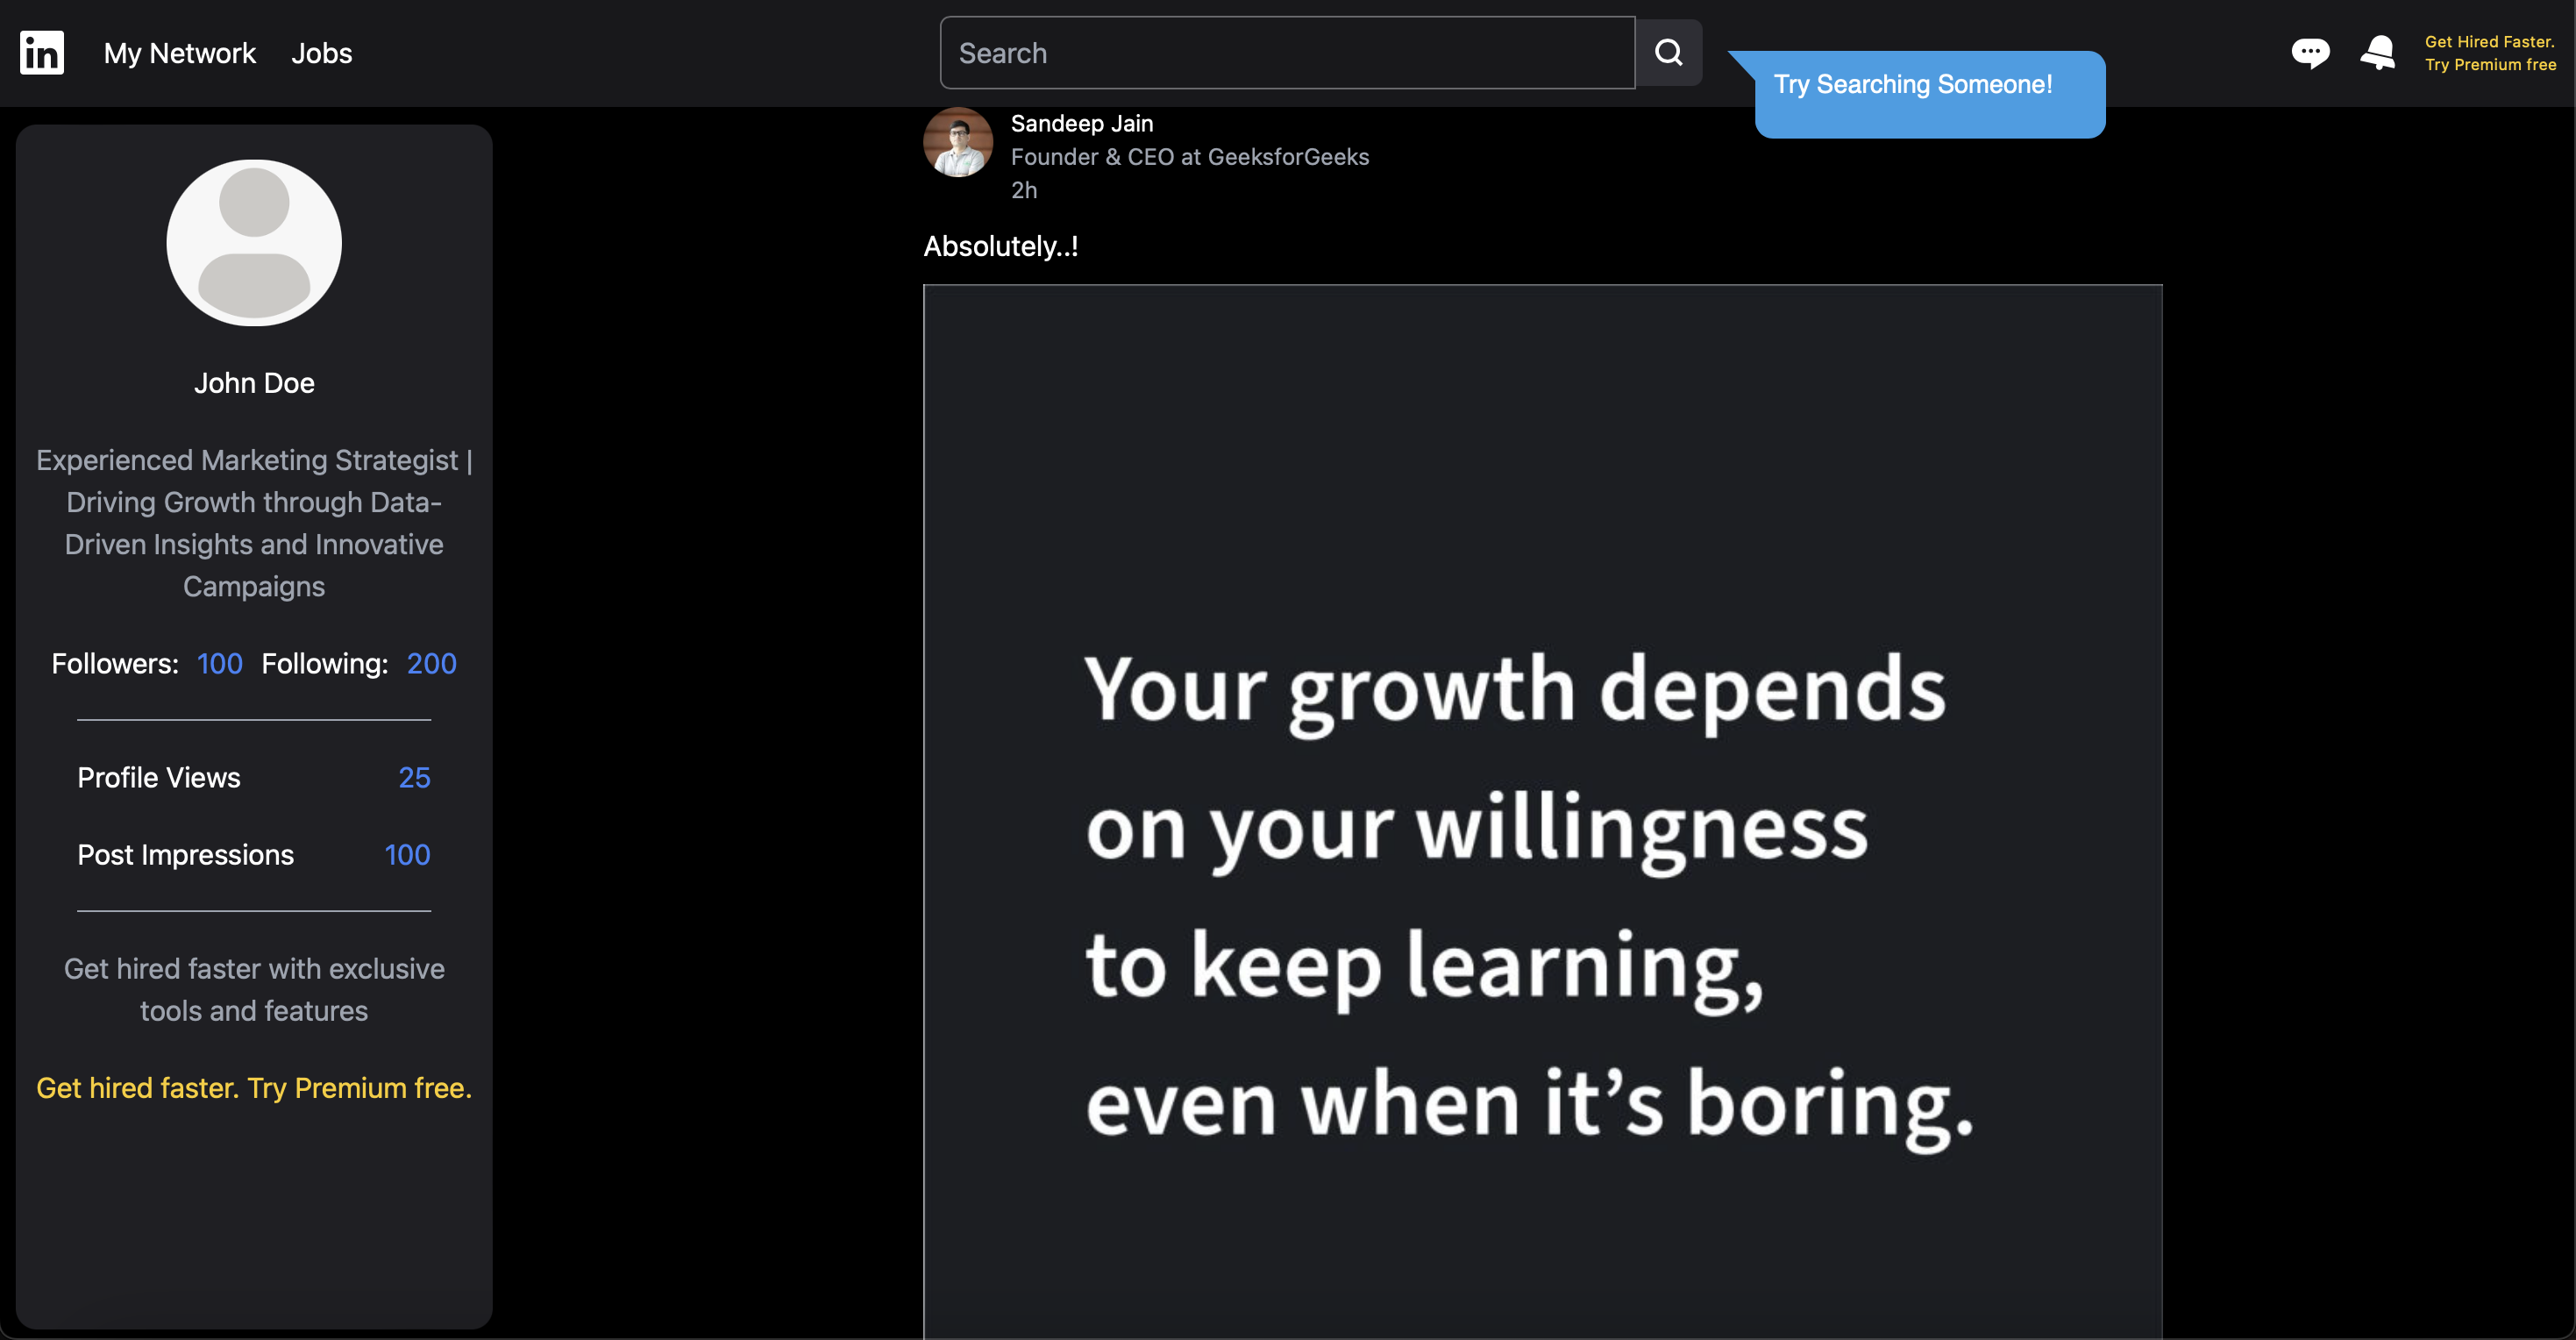 in My Network Jobs Search Get Hired Faster.
Try Premium free
Try Searching Someone!
Sandeep Jain
Founder & CEO at GeeksforGeeks
2h
Absolutely..!
John Doe
Experienced Marketing Strategist |
Driving Growth through Data-
Driven Insights and Innovative
Campaigns
Followers: 100 Following: 200
Profile Views 25
Post Impressions 100
Get hired faster with exclusive
tools and features
Get hired faster. Try Premium free.
Your growth depends
on your willingness
to keep learning,
even when it’s boring.